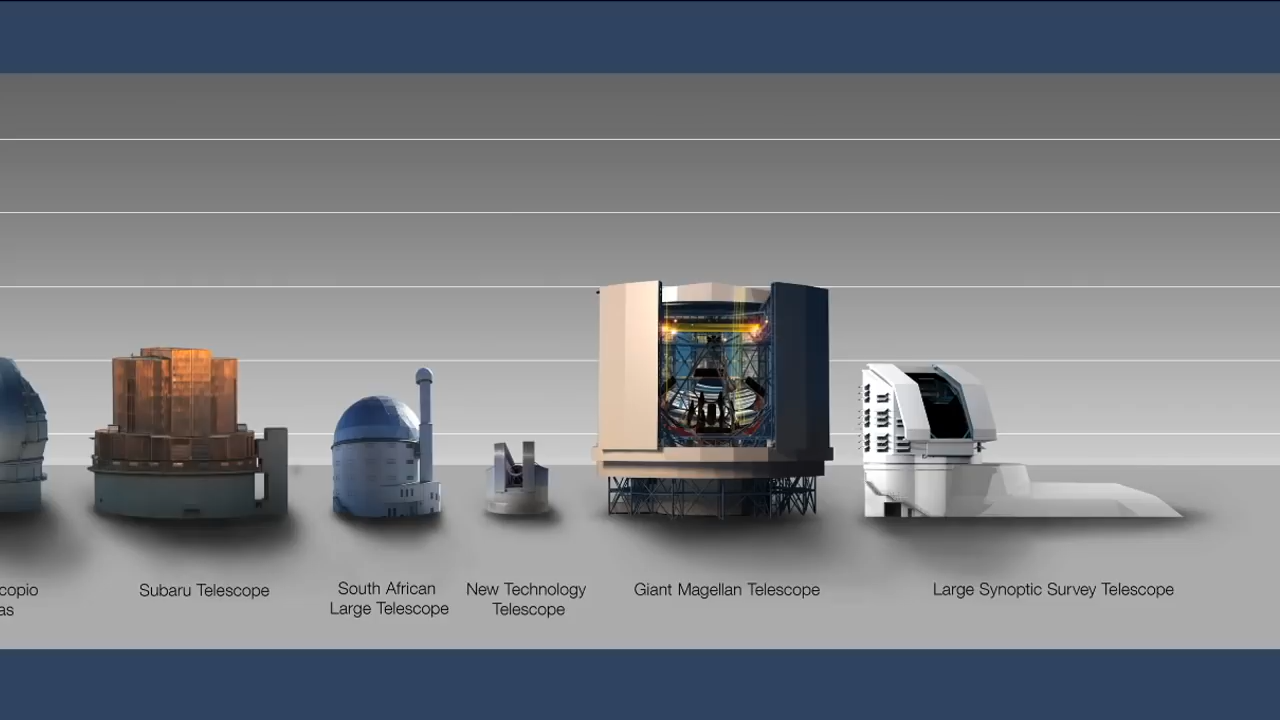 copio
as
Subaru Telescope
South African
Large Telescope
New Technology
Telescope
Giant Magellan Telescope
Large Synoptic Survey Telescope